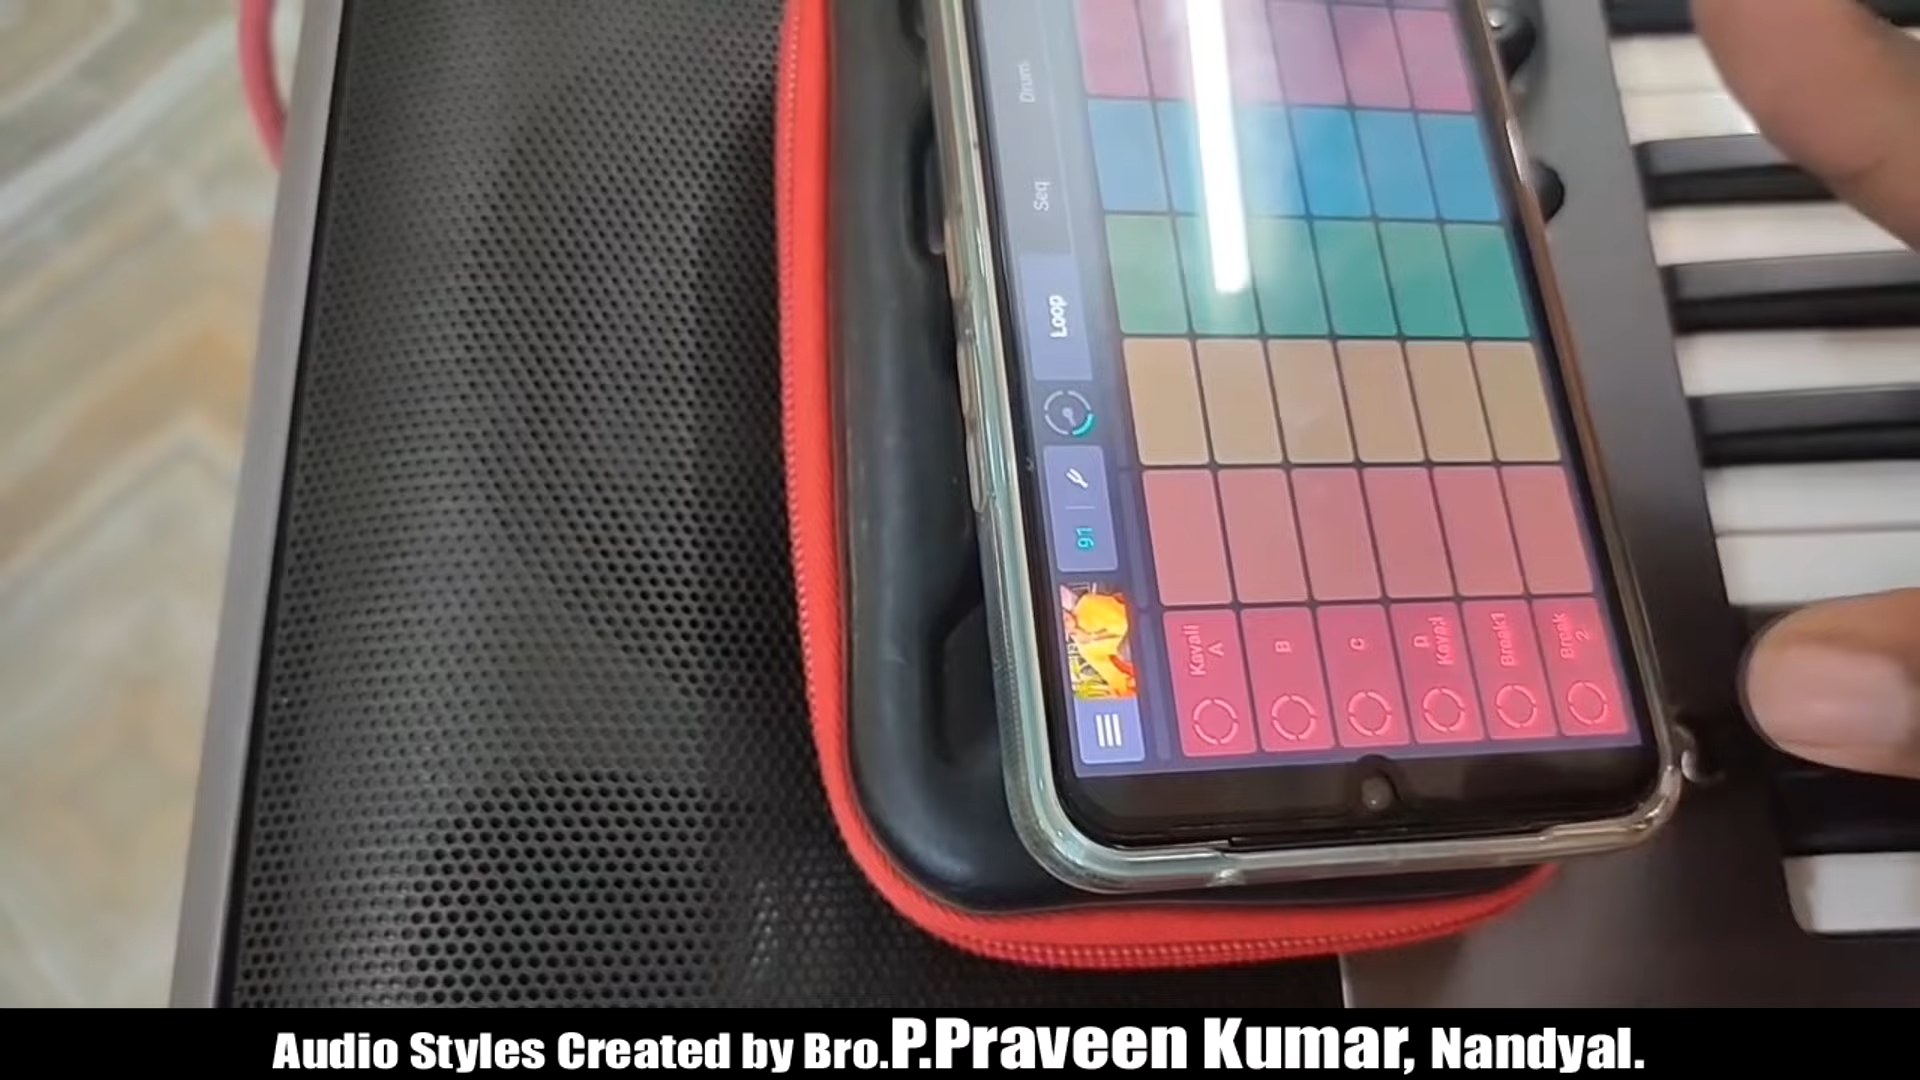 91
Loop
Seq
Drum
Kavali
A
B
C
D
Kavali
Break1
Break
2
Audio Styles Created by Bro.P.Praveen Kumar, Nandyal.